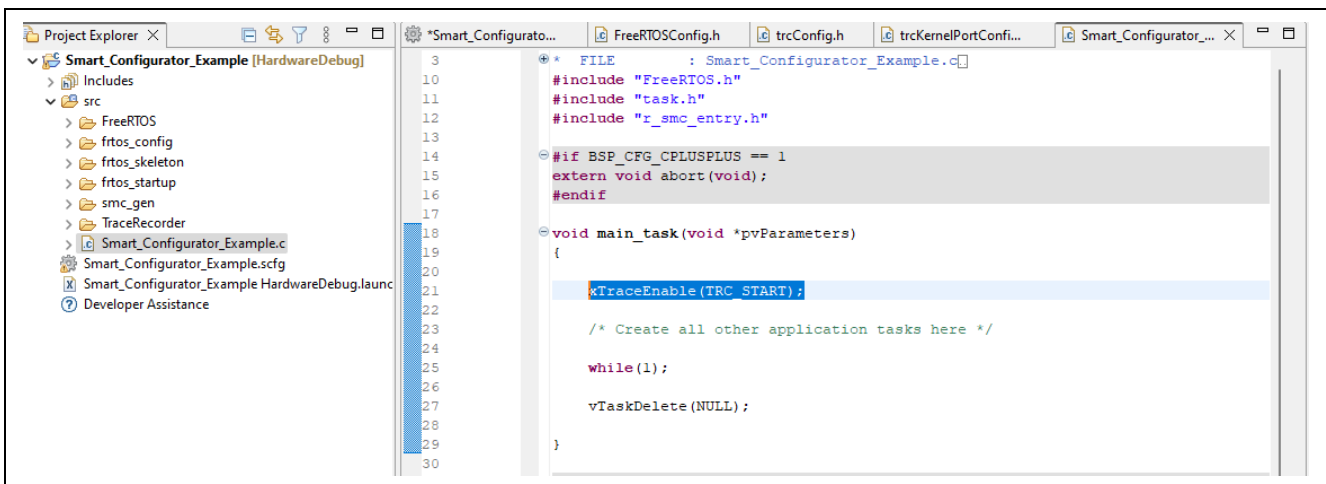 Project Explorer
Smart_Configurator_Example [HardwareDebug]
Includes
src
FreeRTOS
frtos_config
frtos_skeleton
frtos_startup
smc_gen
TraceRecorder
Smart_Configurator_Example.c
Smart_Configurator_Example.scfg
Smart_Configurator_Example HardwareDebug.launc
Developer Assistance
*Smart_Configurato... FreeRTOSConfig.h trcConfig.h trcKernelPortConfi... Smart_Configurator_...
3 * FILE : Smart_Configurator_Example.c
10 #include "FreeRTOS.h"
11 #include "task.h"
12 #include "r_smc_entry.h"
13
14 #if BSP_CFG_CPLUSPLUS == 1
15 extern void abort(void);
16 #endif
17
18 void main_task(void *pvParameters)
19 {
20
21 xTraceEnable(TRC_START);
22
23 /* Create all other application tasks here */
24
25 while(1);
26
27 vTaskDelete(NULL);
28
29 }
30